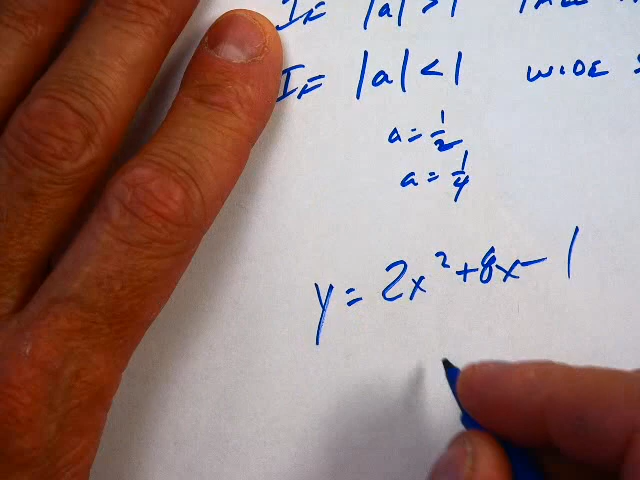 If |a| > 1
If |a| < 1 WIDE
a = 1/2
a = 1/4
y = 2x² + 8x - 1